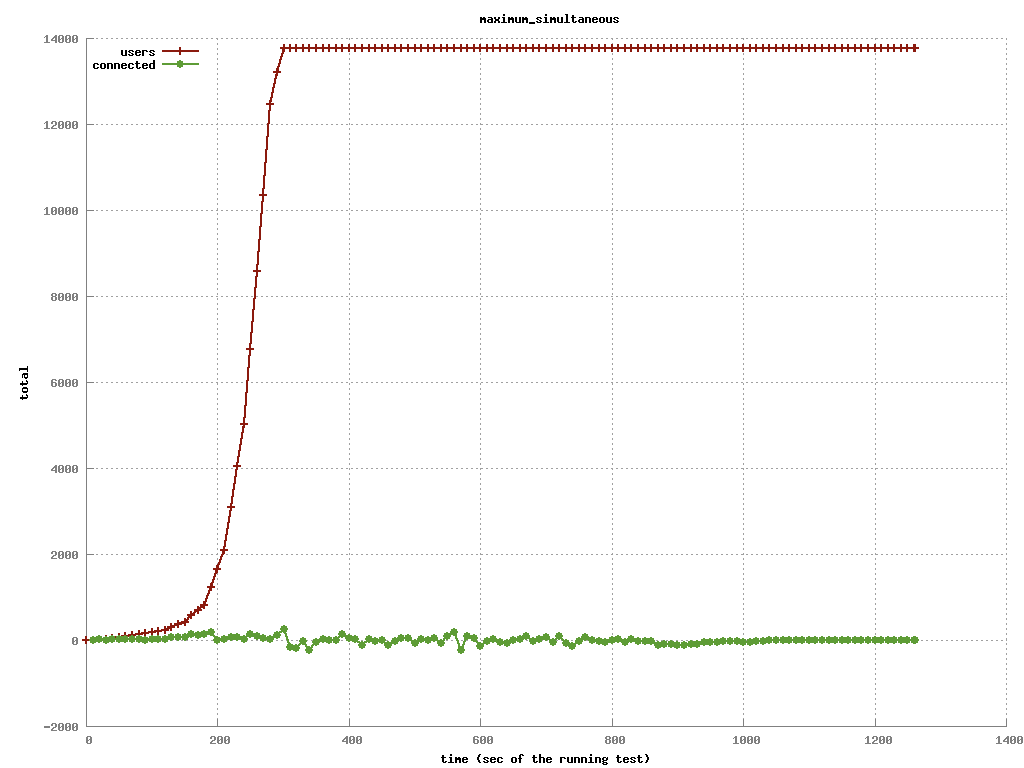 maximum_simultaneous
users
connected
14000
12000
10000
8000
6000
4000
2000
0
-2000
total
0 200 400 600 800 1000 1200 1400
time (sec of the running test)